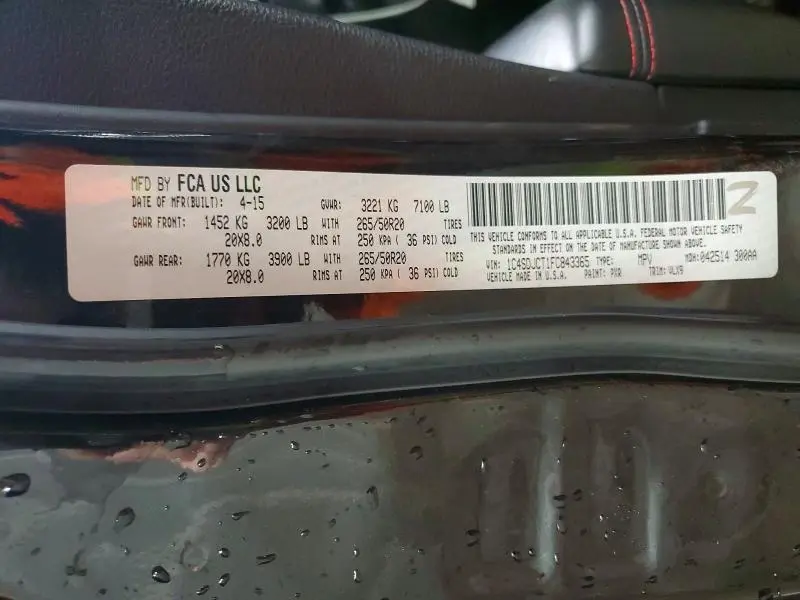 MFD BY FCA US LLC
DATE OF MFR(BUILT): 4-15 GVWR: 3221 KG 7100 LB
GAWR FRONT: 1452 KG 3200 LB WITH 265/50R20 TIRES
20X8.0 RIMS AT 250 KPA ( 36 PSI) COLD
GAWR REAR: 1770 KG 3900 LB WITH 265/50R20 TIRES
20X8.0 RIMS AT 250 KPA ( 36 PSI) COLD
THIS VEHICLE CONFORMS TO ALL APPLICABLE U.S.A. FEDERAL MOTOR VEHICLE SAFETY
STANDARDS IN EFFECT ON THE DATE OF MANUFACTURE SHOWN ABOVE.
VIN: 1C4SDJCT1FC843365 TYPE: MPV MDH: 042514 300AA
VEHICLE MADE IN U.S.A. PAINT: PXR TRIM: VLX9
Z